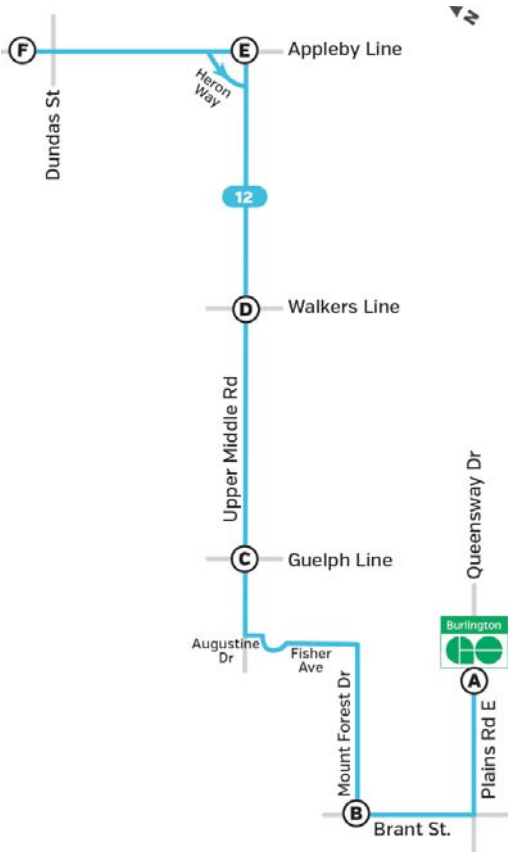 N
F
E
Appleby Line
Dundas St
Heron
Way
12
D
Walkers Line
Upper Middle Rd
Queensway Dr
C
Guelph Line
Burlington
GO
Augustine
Dr
Fisher
Ave
A
Mount Forest Dr
Plains Rd E
B
Brant St.